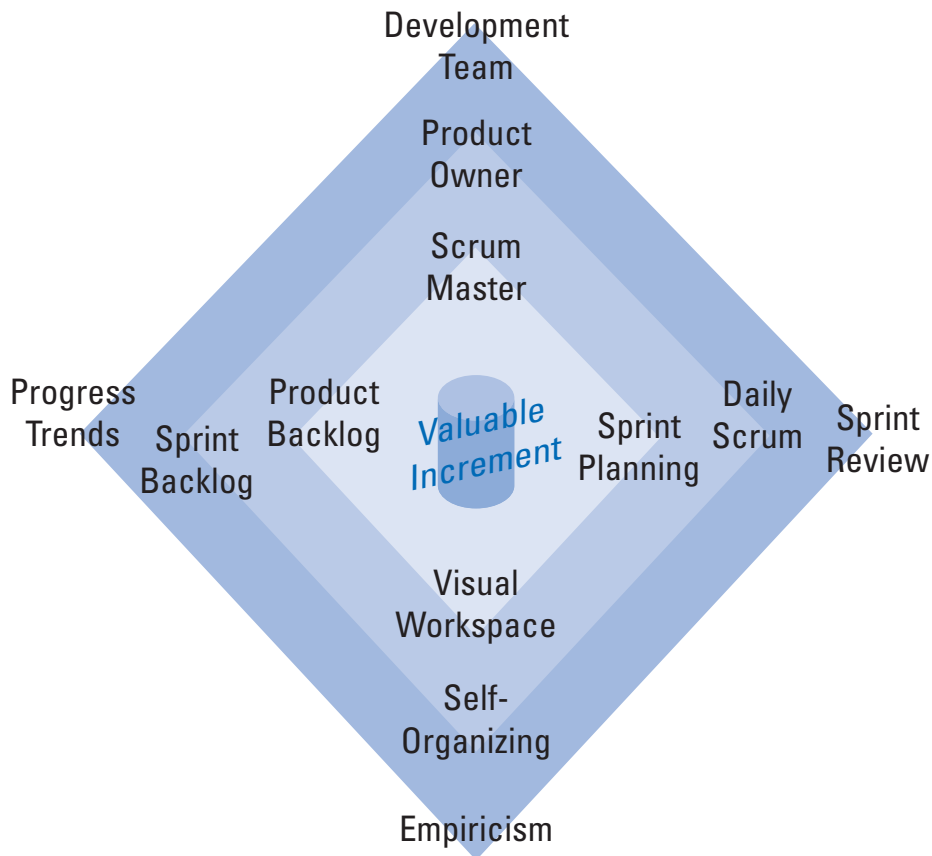 Development
Team
Product
Owner
Scrum
Master
Progress
Trends
Sprint
Backlog
Product
Backlog
Valuable
Increment
Sprint
Planning
Daily
Scrum
Sprint
Review
Visual
Workspace
Self-
Organizing
Empiricism